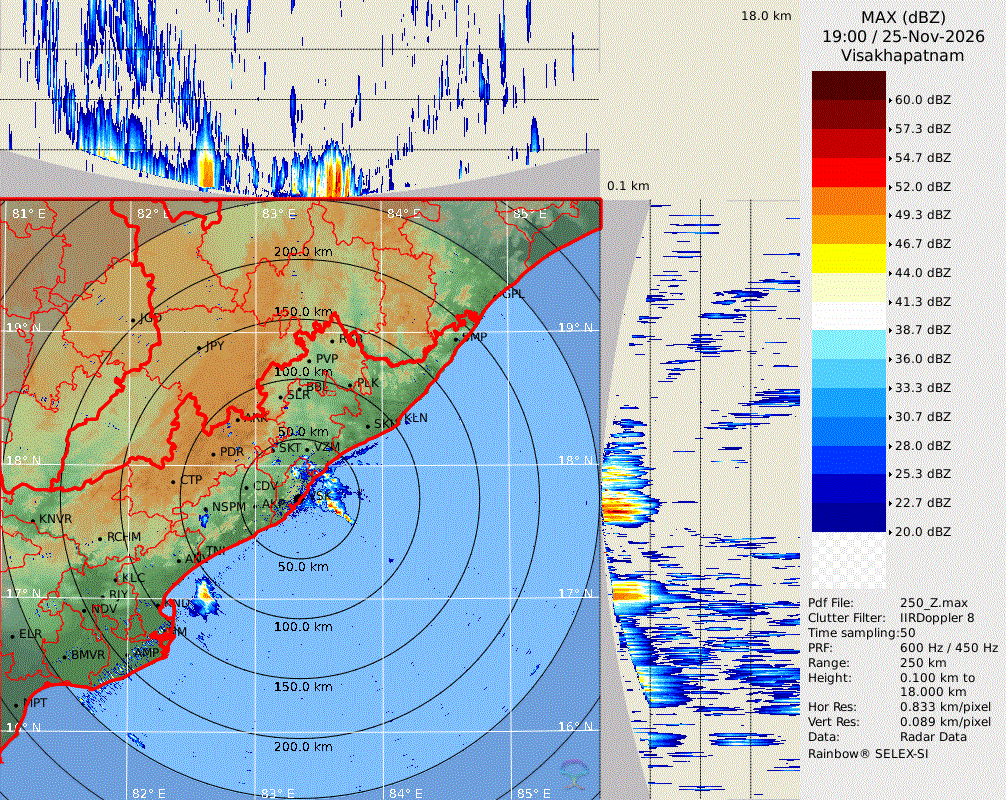 18.0 km
0.1 km
MAX (dBZ)
19:00 / 25-Nov-2026
Visakhapatnam
60.0 dBZ
57.3 dBZ
54.7 dBZ
52.0 dBZ
49.3 dBZ
46.7 dBZ
44.0 dBZ
41.3 dBZ
38.7 dBZ
36.0 dBZ
33.3 dBZ
30.7 dBZ
28.0 dBZ
25.3 dBZ
22.7 dBZ
20.0 dBZ
Pdf File: 250_Z.max
Clutter Filter: IIRDoppler 8
Time sampling:50
PRF: 600 Hz / 450 Hz
Range: 250 km
Height: 0.100 km to
18.000 km
Hor Res: 0.833 km/pixel
Vert Res: 0.089 km/pixel
Data: Radar Data
Rainbow® SELEX-SI
81° E 82° E 83° E 84° E 85° E
200.0 km
GPL
150.0 km
JGD
19° N 19° N
SMP
JPY
PVP
100.0 km
PLK
SLR
KLN
50.0 km
SKT VZM
PDR
18° N 18° N
CTP
CDV
NSPM
KNVR
RCHM
TNI
50.0 km
KLC
RJY
17° N 17° N
NDV
100.0 km
ELR
AMP
BMVR
150.0 km
MPT
16° N 16° N
200.0 km
82° E 83° E 84° E 85° E